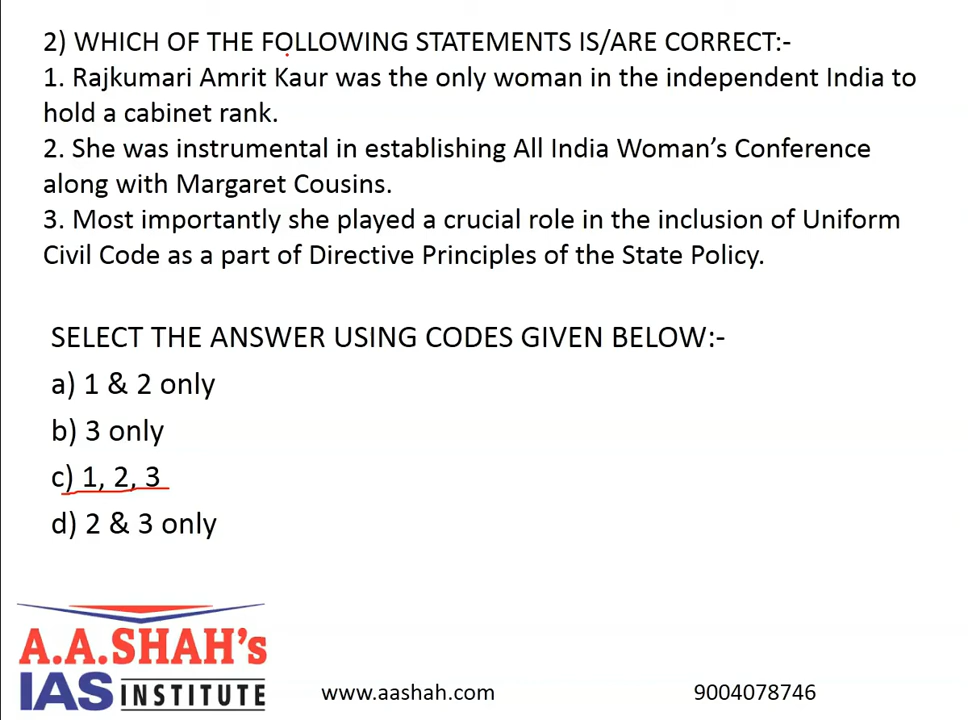 2) WHICH OF THE FOLLOWING STATEMENTS IS/ARE CORRECT:-
1. Rajkumari Amrit Kaur was the only woman in the independent India to
hold a cabinet rank.
2. She was instrumental in establishing All India Woman’s Conference
along with Margaret Cousins.
3. Most importantly she played a crucial role in the inclusion of Uniform
Civil Code as a part of Directive Principles of the State Policy.
SELECT THE ANSWER USING CODES GIVEN BELOW:-
a) 1 & 2 only
b) 3 only
c) 1, 2, 3
d) 2 & 3 only
A.A.SHAH’s
IAS INSTITUTE
www.aashah.com
9004078746